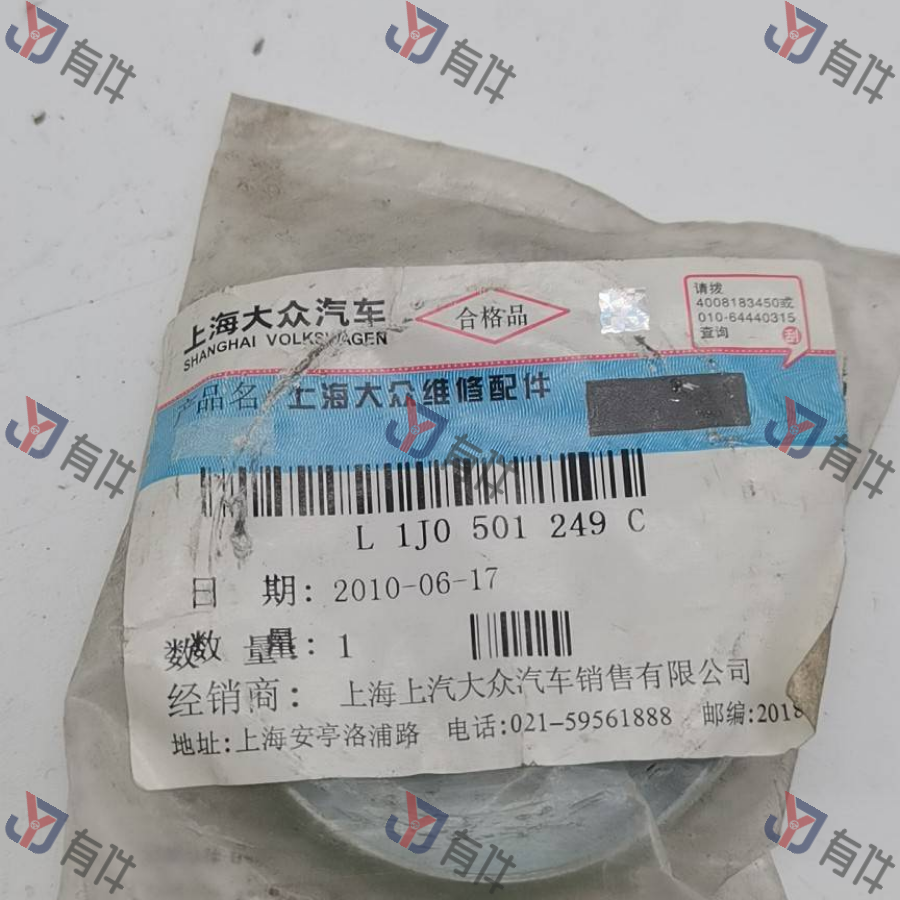 有件
有件
有件
上海大众汽车
SHANGHAI VOLKSWAGEN
合格品
请拨
4008183450或
010-64440315
查询
刮
产品名
上海大众维修配件
有件
有件
有件
L 1J0 501 249 C
日 期: 2010-06-17
数 量: 1
经销商: 上海上汽大众汽车销售有限公司
地址:上海安亭洛浦路 电话:021-59561888 邮编:2018
有件
有件
有件